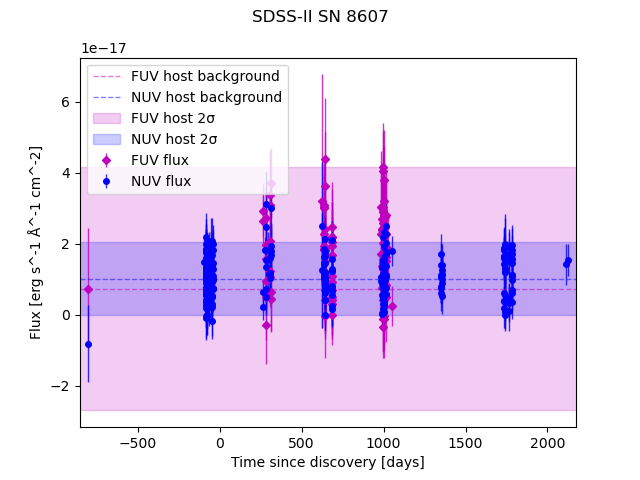 SDSS-II SN 8607
1e−17
FUV host background
NUV host background
FUV host 2σ
NUV host 2σ
FUV flux
NUV flux
6
4
2
0
−2
Flux [erg s^-1 Å^-1 cm^-2]
−500
0
500
1000
1500
2000
Time since discovery [days]